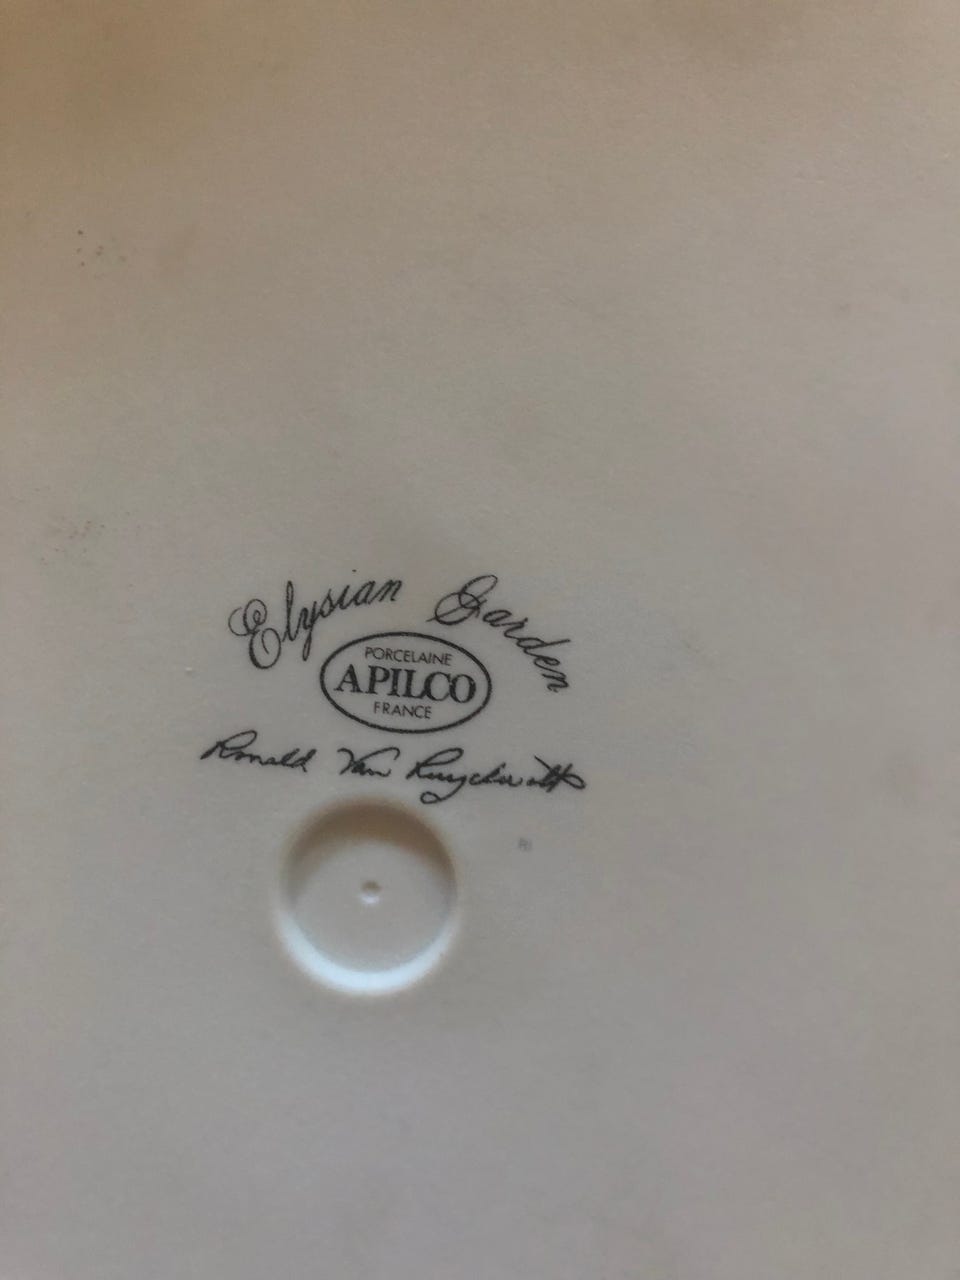 Elysian Garden
PORCELAINE
APILCO
FRANCE
Ronald Van Ruyckevelt